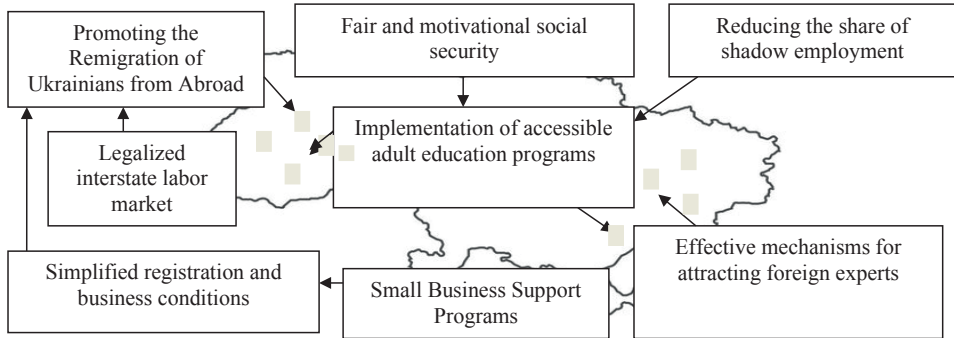 Promoting the
Remigration of
Ukrainians from Abroad
Fair and motivational social
security
Reducing the share of
shadow employment
Legalized
interstate labor
market
Implementation of accessible
adult education programs
Simplified registration and
business conditions
Small Business Support
Programs
Effective mechanisms for
attracting foreign experts